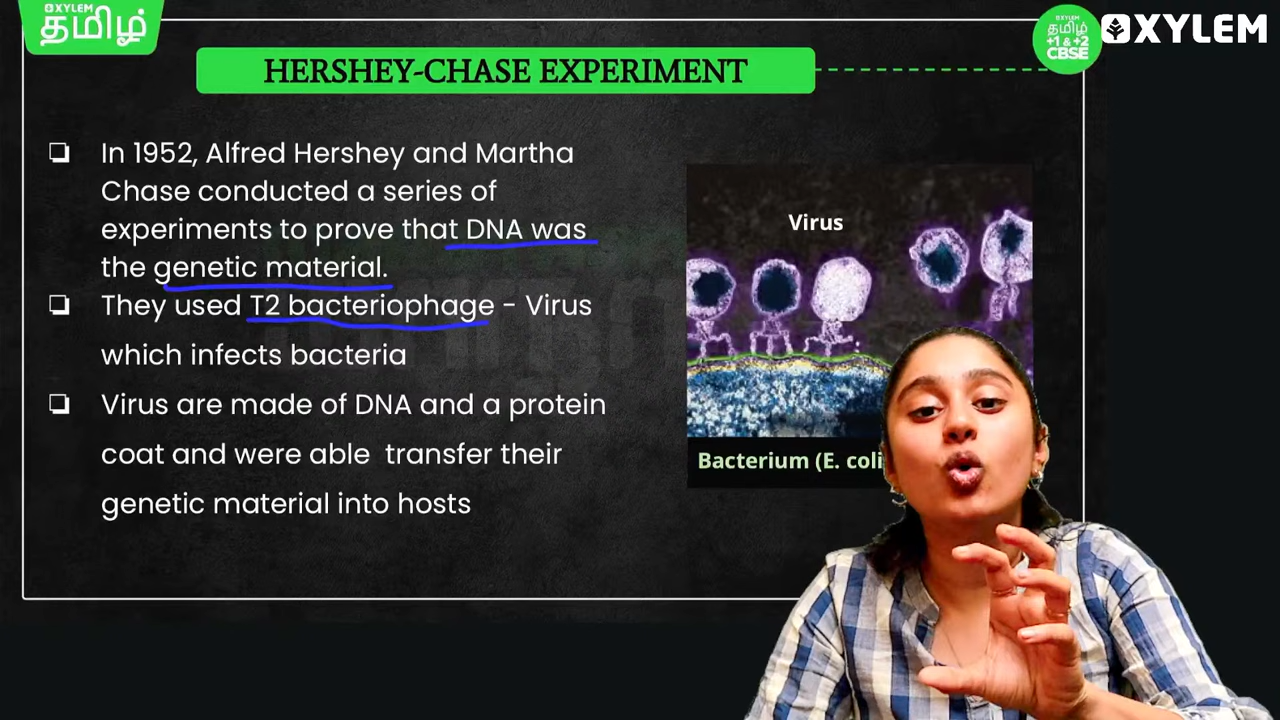 XYLEM
தமிழ்
XYLEM
தமிழ்
+1 & +2
CBSE
XYLEM
HERSHEY-CHASE EXPERIMENT
In 1952, Alfred Hershey and Martha
Chase conducted a series of
experiments to prove that DNA was
the genetic material.
They used T2 bacteriophage - Virus
which infects bacteria
Virus are made of DNA and a protein
coat and were able transfer their
genetic material into hosts
Virus
Bacterium (E. coli